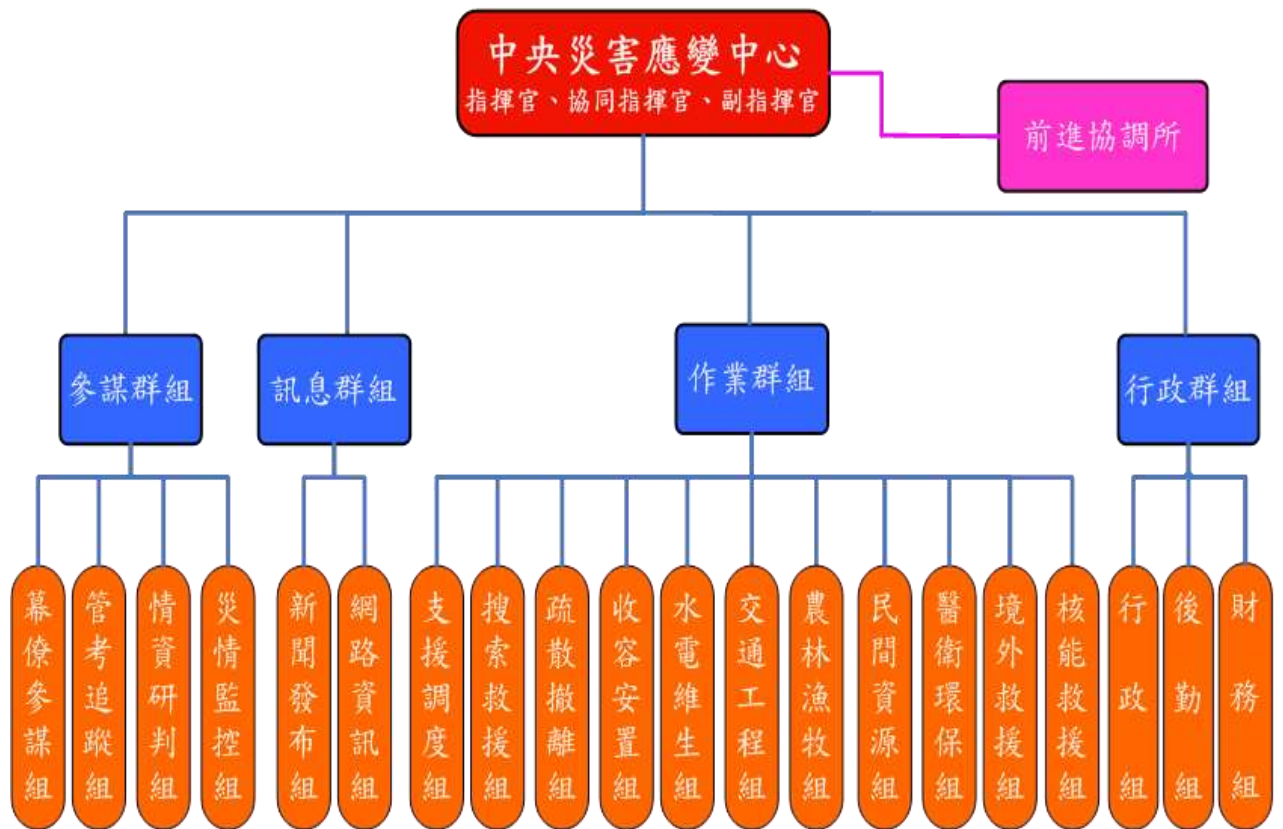 中央災害應變中心
指揮官、協同指揮官、副指揮官
前進協調所
參謀群組
訊息群組
作業群組
行政群組
幕僚參謀組
管考追蹤組
情資研判組
災情監控組
新聞發布組
網路資訊組
支援調度組
搜索救援組
疏散撤離組
收容安置組
水電維生組
交通工程組
農林漁牧組
民間資源組
醫衛環保組
境外救援組
核能救援組
行政組
後勤組
財務組